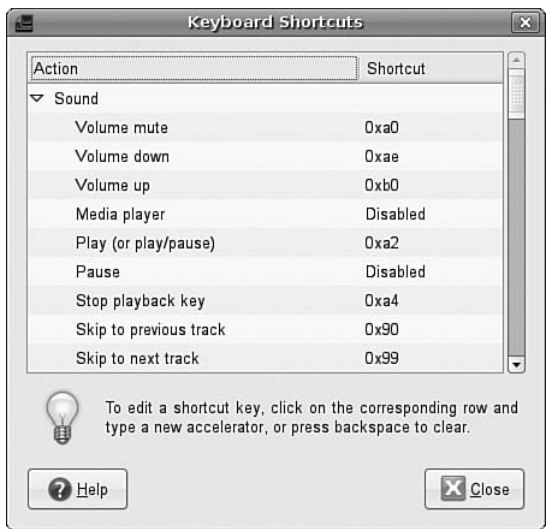 Keyboard Shortcuts
Action Shortcut
Sound
Volume mute 0xa0
Volume down 0xae
Volume up 0xb0
Media player Disabled
Play (or play/pause) 0xa2
Pause Disabled
Stop playback key 0xa4
Skip to previous track 0x90
Skip to next track 0x99
To edit a shortcut key, click on the corresponding row and
type a new accelerator, or press backspace to clear.
Help Close